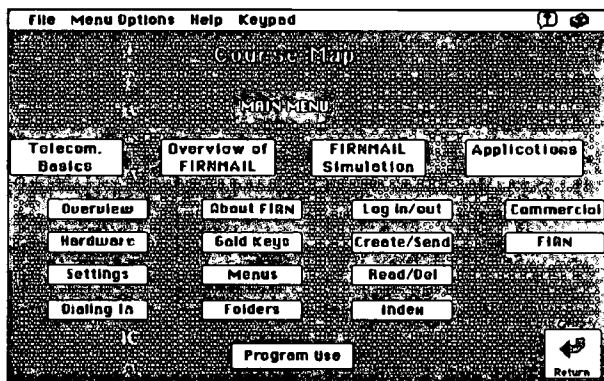 File Menu Options Help Keypad
Course Map
MAIN MENU
Telecom. Basics
Overview of FIRNMAIL
FIRNMAIL Simulation
Applications
Overview
About FIRN
Log in/out
Commercial
Hardware
Gold Keys
Create/Send
FIRN
Settings
Menus
Read/Del
Dialing In
Folders
Index
Program Use
Return